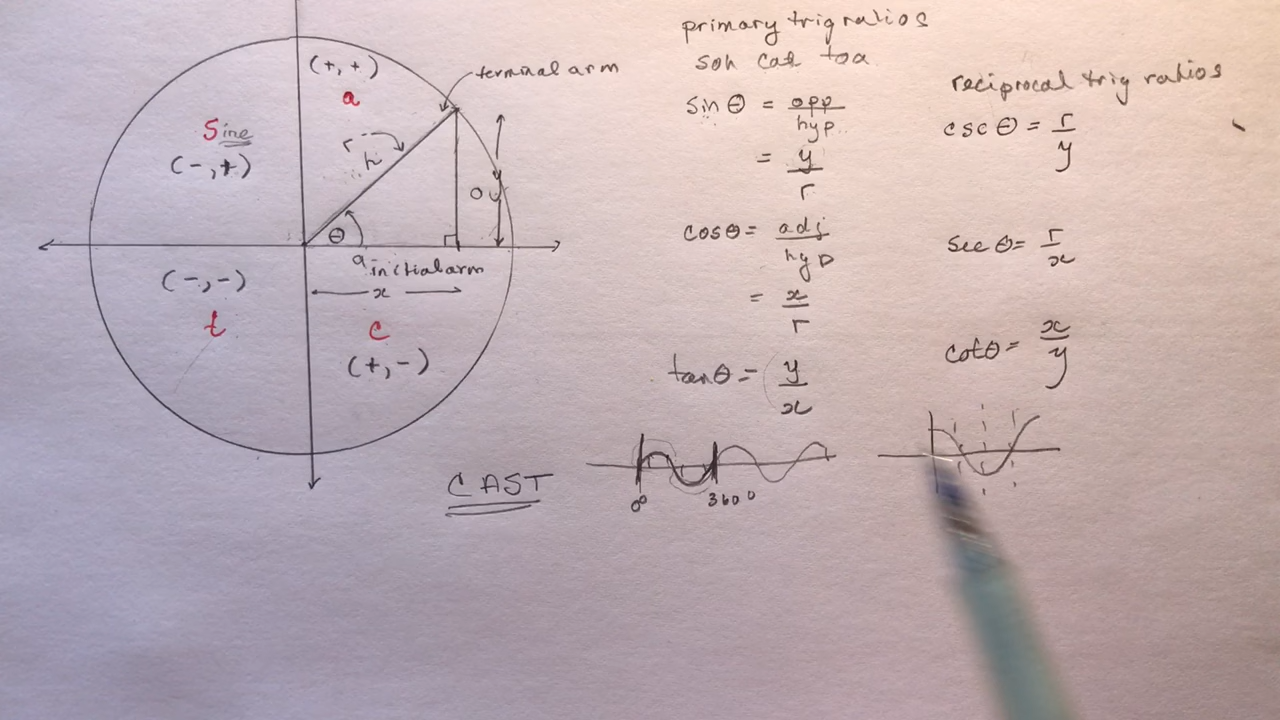 (+, +)
a
terminal arm
Sine
(-, +)
r
h
θ
o y
a initial arm
x
(-, -)
t
c
(+, -)
CAST
primary trig ratios
soh cah toa
sin θ = opp/hyp
= y/r
cos θ = adj/hyp
= x/r
tan θ = y/x
reciprocal trig ratios
csc θ = r/y
sec θ = r/x
cot θ = x/y
0°
360°